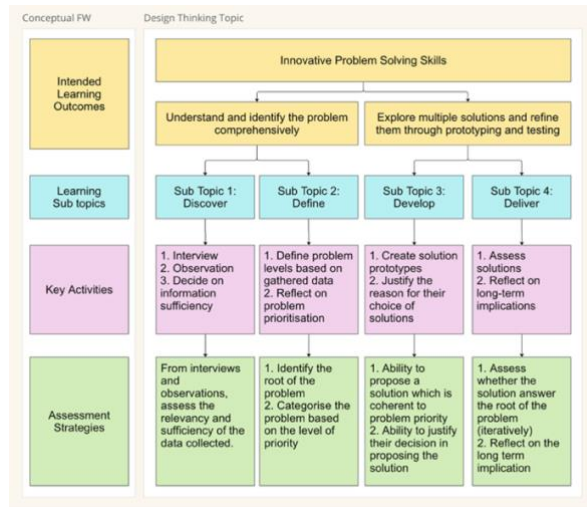 Conceptual FW
Design Thinking Topic
Intended
Learning
Outcomes
Innovative Problem Solving Skills
Understand and identify the problem
comprehensively
Explore multiple solutions and refine
them through prototyping and testing
Learning
Sub topics
Sub Topic 1:
Discover
Sub Topic 2:
Define
Sub Topic 3:
Develop
Sub Topic 4:
Deliver
Key Activities
1. Interview
2. Observation
3. Decide on
information
sufficiency
1. Define problem
levels based on
gathered data
2. Reflect on
problem
prioritisation
1. Create solution
prototypes
2. Justify the
reason for their
choice of
solutions
1. Assess
solutions
2. Reflect on
long-term
implications
Assessment
Strategies
From interviews
and
observations,
assess the
relevancy and
sufficiency of the
data collected.
1. Identify the
root of the
problem
2. Categorise the
problem based
on the level of
priority
1. Ability to
propose a
solution which is
coherent to
problem priority
2. Ability to justify
their decision in
proposing the
solution
1. Assess
whether the
solution answer
the root of the
problem
(iteratively)
2. Reflect on the
long term
implication